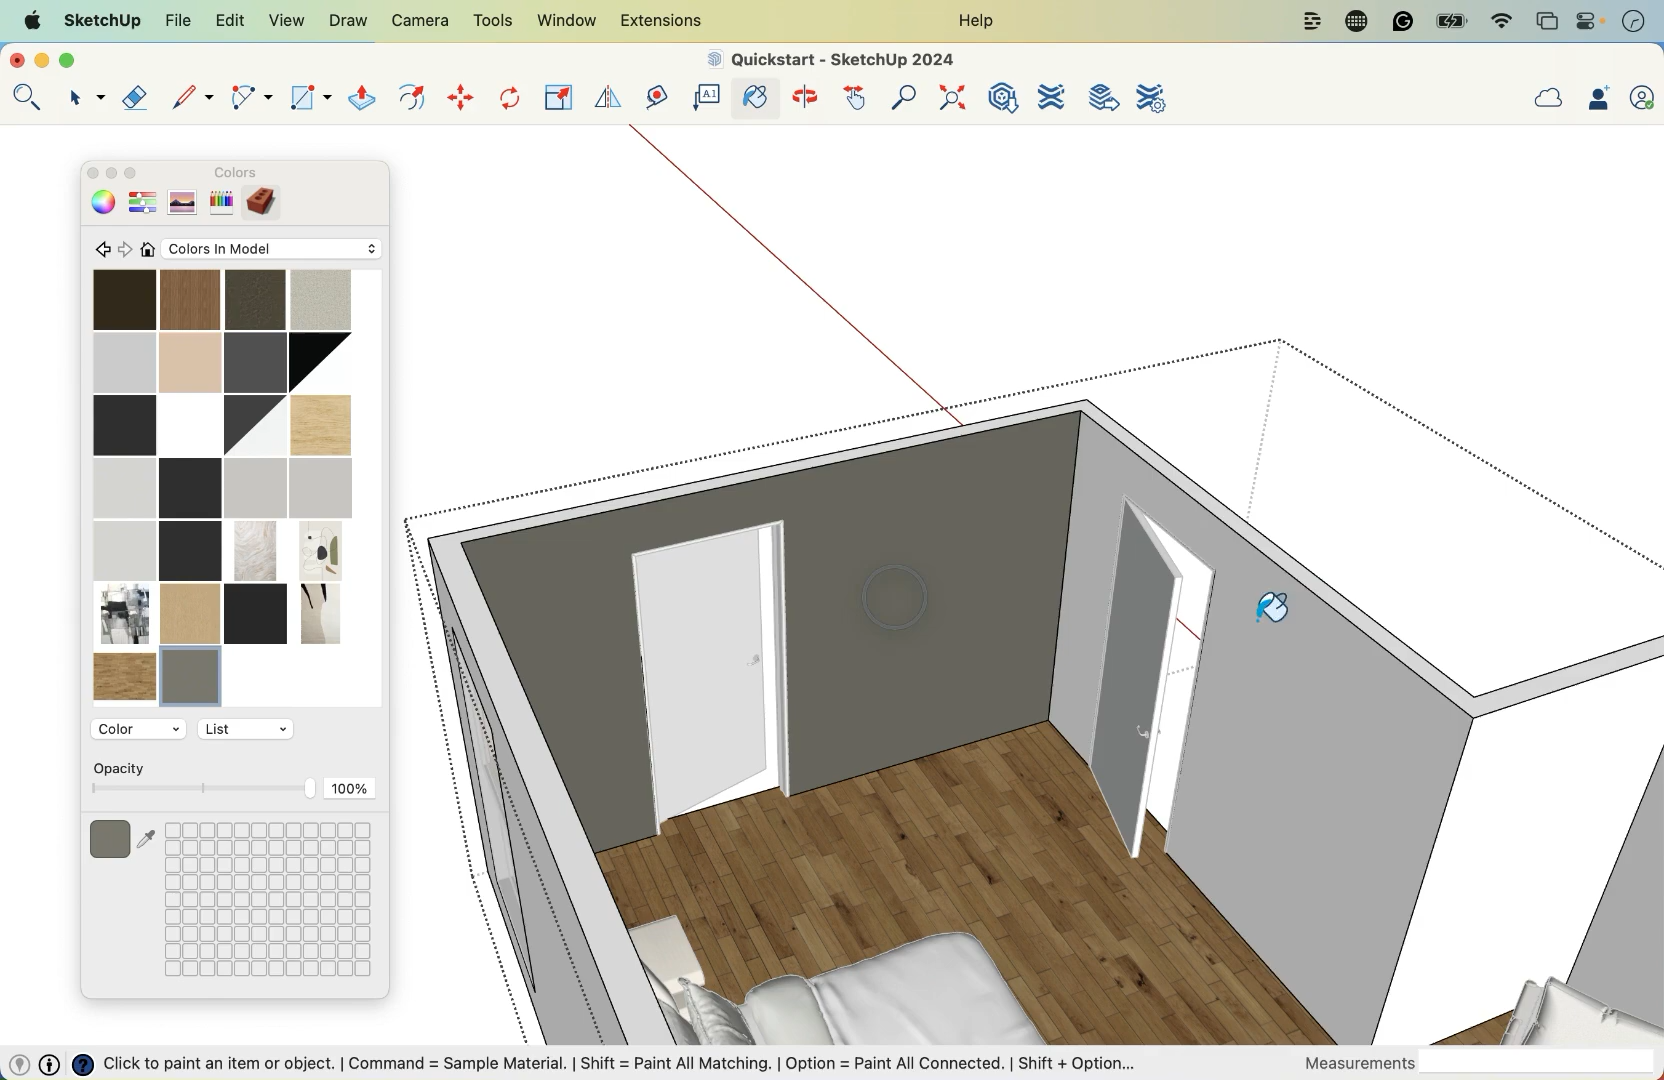 SketchUp File Edit View Draw Camera Tools Window Extensions Help
Quickstart - SketchUp 2024
A1
Colors
Colors In Model
Color List
Opacity
100%
Click to paint an item or object. | Command = Sample Material. | Shift = Paint All Matching. | Option = Paint All Connected. | Shift + Option...
Measurements